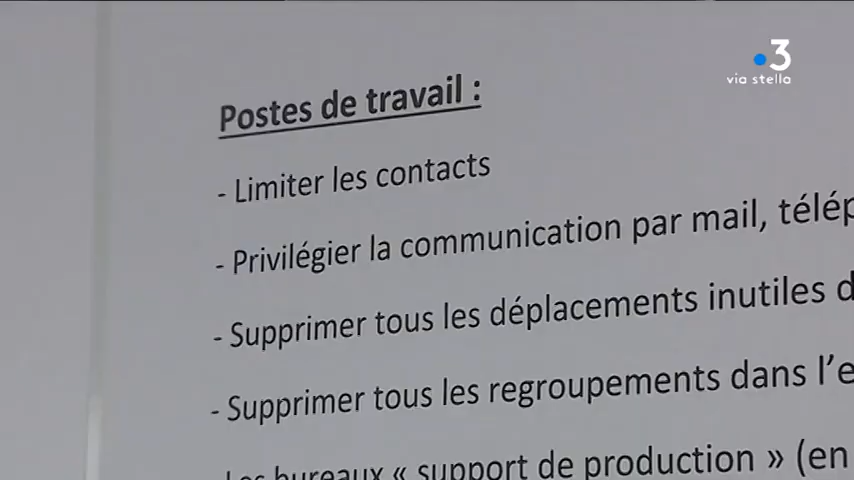 3
via stella
Postes de travail :
- Limiter les contacts
- Privilégier la communication par mail,
- Supprimer tous les déplacements inutiles
- Supprimer tous les regroupements dans
Les bureaux « support de production » (en